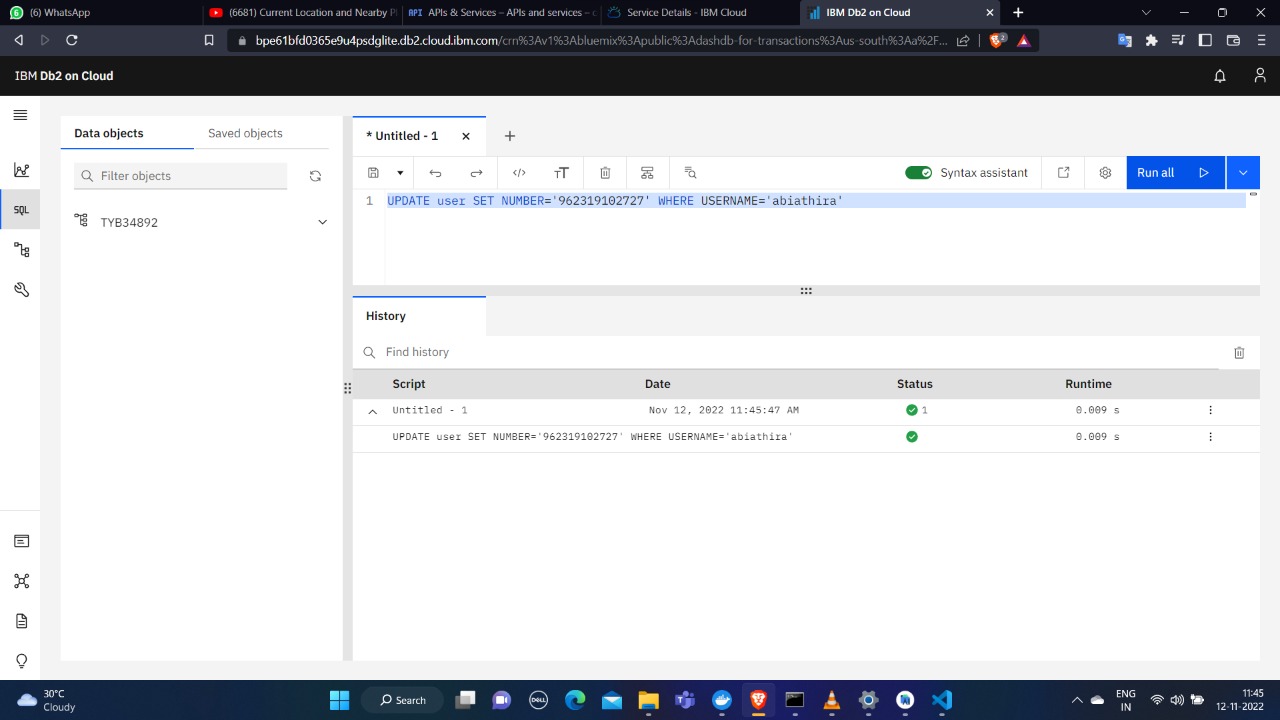 (6) WhatsApp
(6681) Current Location and Nearby Pl
API APIs & Services – APIs and services – c
Service Details - IBM Cloud
IBM Db2 on Cloud
bpe61bfd0365e9u4psdglite.db2.cloud.ibm.com/crn%3Av1%3Abluemix%3Apublic%3Adashdb-for-transactions%3Aus-south%3Aa%2F...
2
IBM Db2 on Cloud
Data objects
Saved objects
* Untitled - 1
Filter objects
Syntax assistant
Run all
SQL
TYB34892
1 UPDATE user SET NUMBER='962319102727' WHERE USERNAME='abiathira'
History
Find history
Script Date Status Runtime
Untitled - 1 Nov 12, 2022 11:45:47 AM 1 0.009 s
UPDATE user SET NUMBER='962319102727' WHERE USERNAME='abiathira' 0.009 s
30°C
Cloudy
Search
DELL
ENG
IN
11:45
12-11-2022